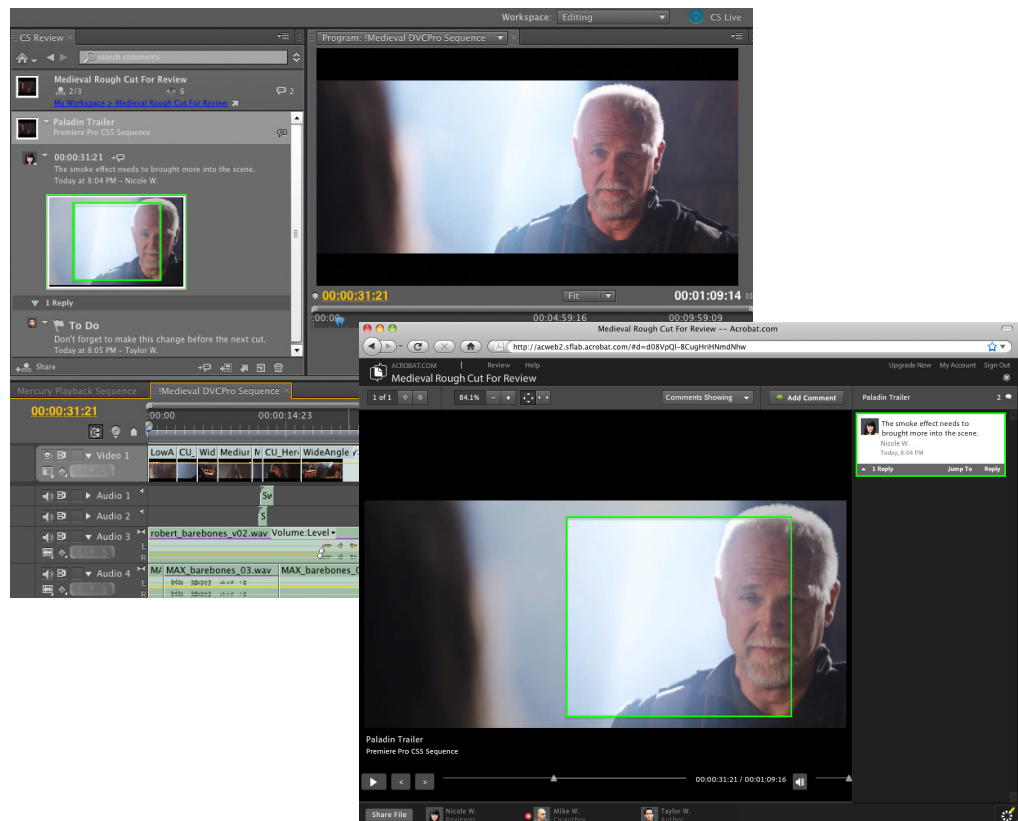 Workspace: Editing
CS Live
CS Review
search comments
Medieval Rough Cut For Review
2/3 6 2
My Workspace > Medieval Rough Cut For Review
Paladin Trailer
Premiere Pro CS5 Sequence
00:00:31:21
The smoke effect needs to brought more into the scene.
Today at 8:04 PM – Nicole W.
1 Reply
To Do
Don't forget to make this change before the next cut.
Today at 8:05 PM – Taylor W.
Share
Program: !Medieval DVCPro Sequence
00:00:31:21
Fit
00:01:09:14
:00:00
00:04:59:16
00:09:59:09
Mercury Playback Sequence
!Medieval DVCPro Sequence
00:00:31:21
:00:00
00:00:14:23
Video 1
LowA CU_ Wid Mediur M CU_Her WideAngle
Audio 1
Sv
Audio 2
S
Audio 3
robert_barebones_v02.wav Volume:Level
L
R
Audio 4
MA MAX_barebones_03.wav MAX_barebones_0
L
R
Medieval Rough Cut For Review -- Acrobat.com
http://acweb2.sflab.acrobat.com/#d=d08VpQI-BCugHriHNmdNhw
ACROBAT.COM | Review Help
Upgrade Now My Account Sign Out
Medieval Rough Cut For Review
1 of 1
84.1%
Comments Showing
Add Comment
Paladin Trailer 2
The smoke effect needs to
brought more into the scene.
Nicole W.
Today, 8:04 PM
1 Reply Jump To Reply
Paladin Trailer
Premiere Pro CS5 Sequence
00:00:31:21 / 00:01:09:16
Share File
Nicole W.
Reviewer
Mike W.
Co-author
Taylor W.
Author